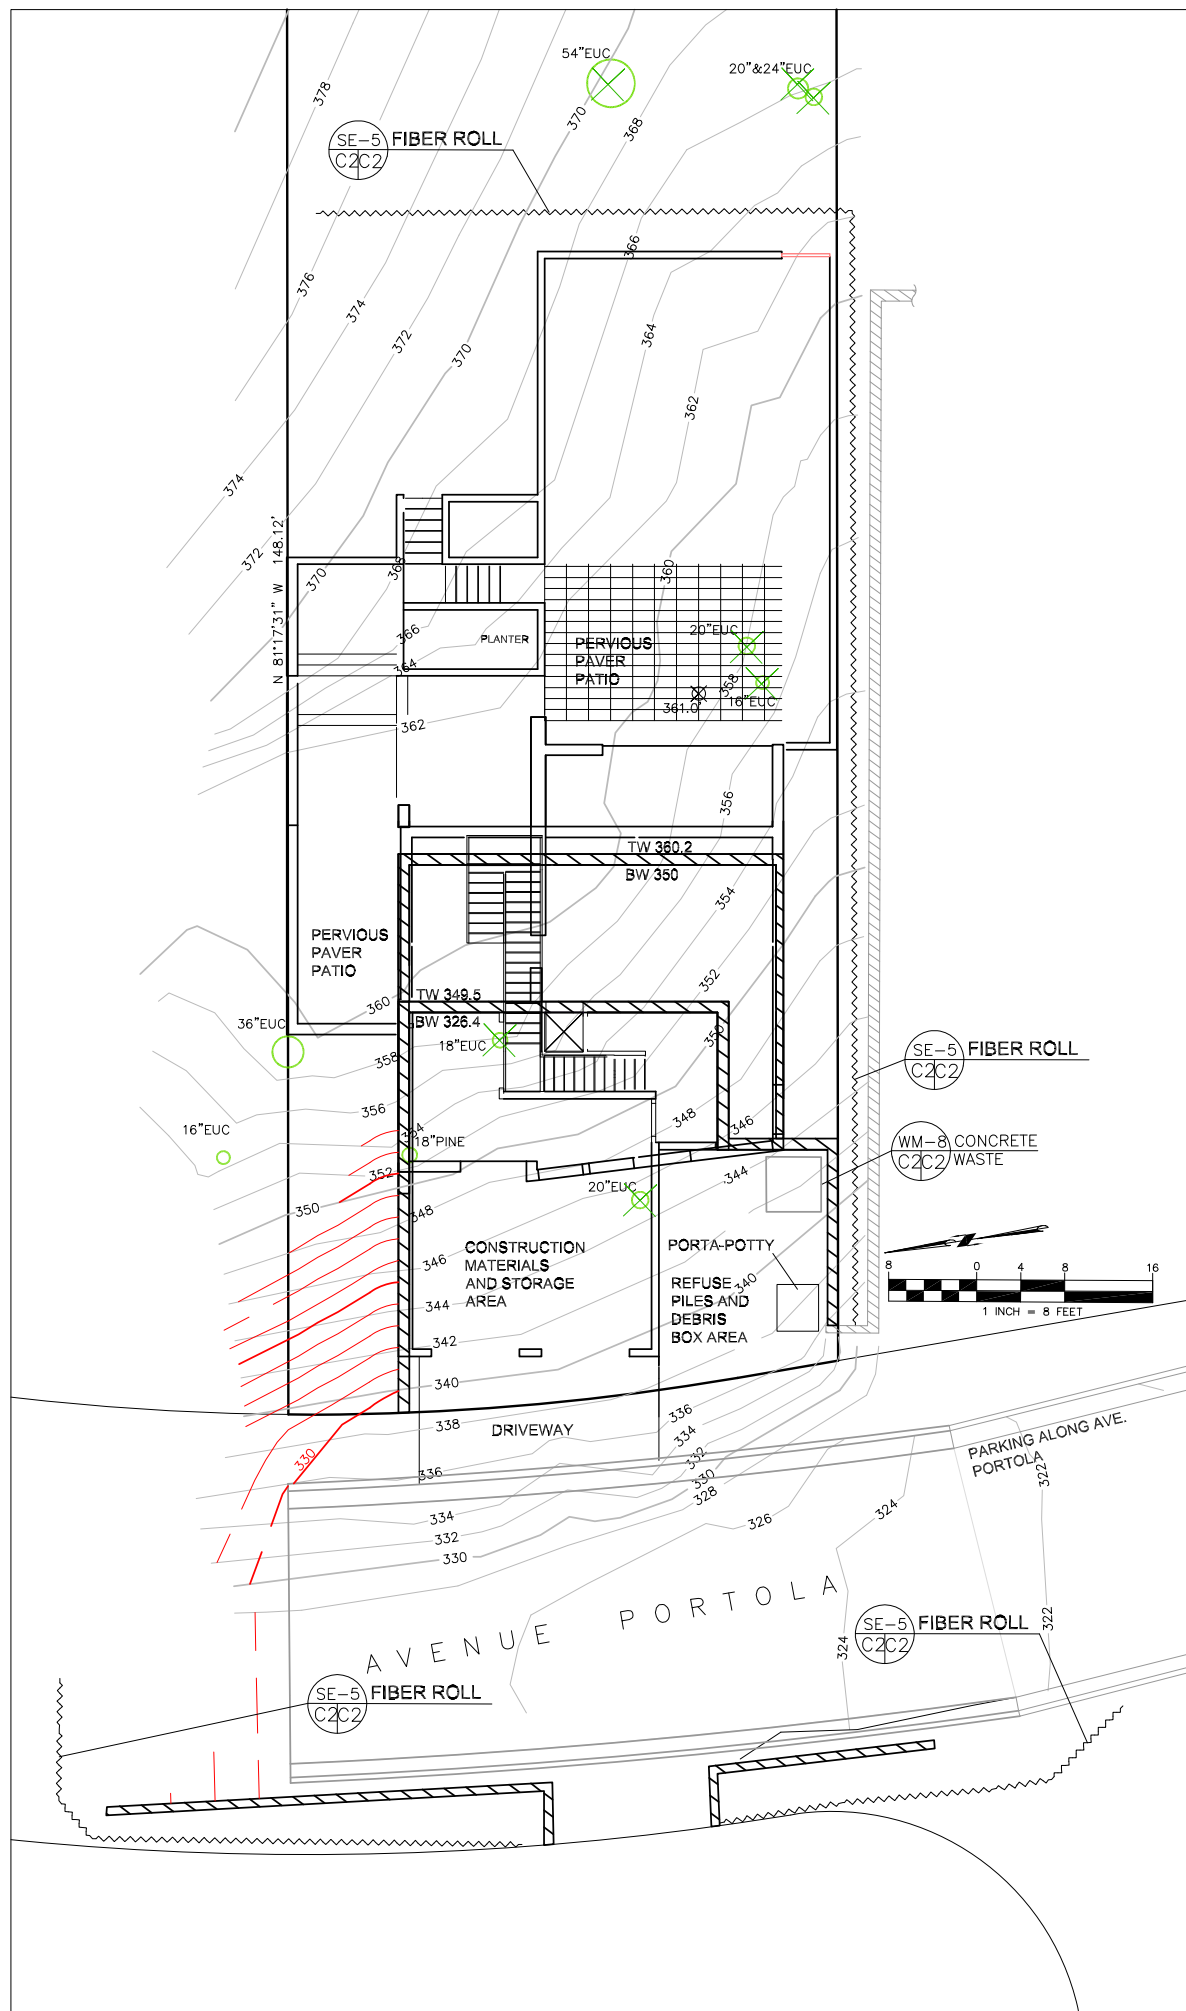 54"EUC
20"&24"EUC
378
370
368
SE-5 FIBER ROLL
C2 C2
376
374
372
370
366
364
362
374
372
370
368
N 81°17'31" W 148.12'
366
364
362
PLANTER
PERVIOUS
PAVER
PATIO
360
20"EUC
358
16"EUC
361.0'
356
TW 360.2
BW 350
354
352
350
PERVIOUS
PAVER
PATIO
360
TW 349.5
BW 326.4
18"EUC
36"EUC
358
356
354
352
350
348
346
344
342
340
338
336
16"EUC
18"PINE
20"EUC
348
346
344
340
SE-5 FIBER ROLL
C2 C2
WM-8 CONCRETE
C2 C2 WASTE
CONSTRUCTION
MATERIALS
AND STORAGE
AREA
PORTA-POTTY
REFUSE
PILES AND
DEBRIS
BOX AREA
8 0 4 8 16
1 INCH = 8 FEET
DRIVEWAY
336
334
332
330
328
326
324
322
330
334
332
330
PARKING ALONG AVE.
PORTOLA
AVENUE PORTOLA
324
322
SE-5 FIBER ROLL
C2 C2
SE-5 FIBER ROLL
C2 C2